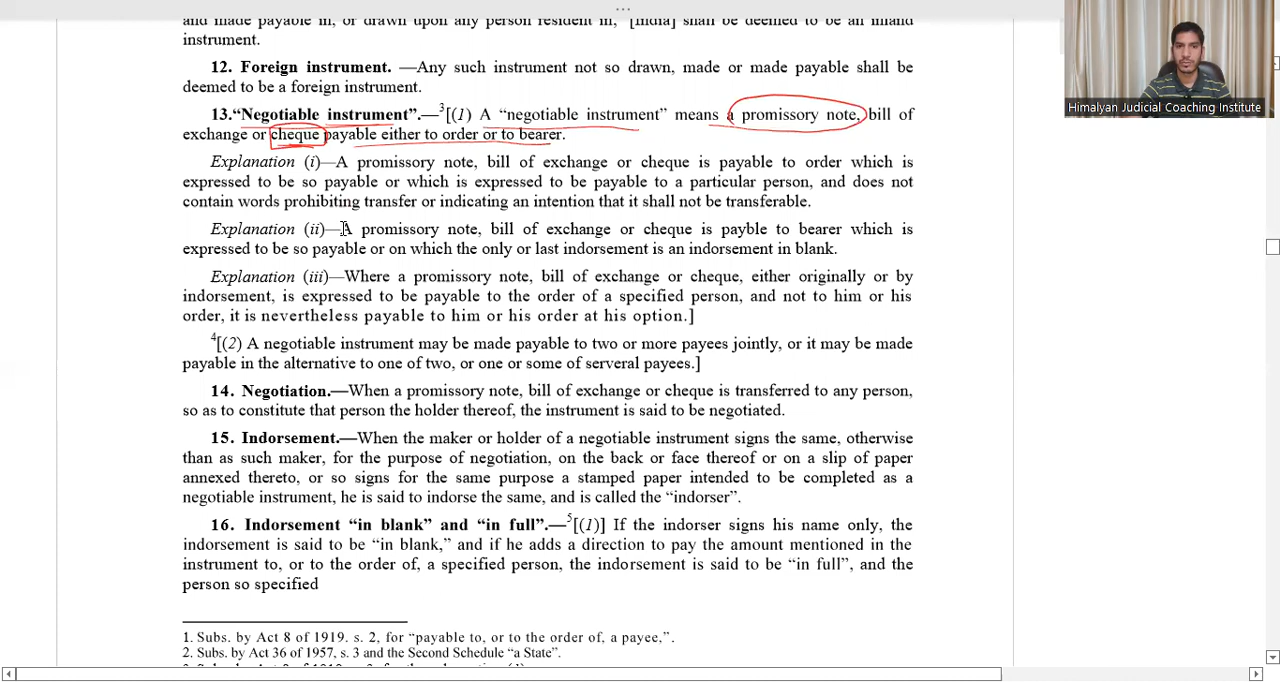 and made payable in, or drawn upon any person resident in, [India] shall be deemed to be an inland
instrument.
12. Foreign instrument. —Any such instrument not so drawn, made or made payable shall be
deemed to be a foreign instrument.
13.“Negotiable instrument”.—3[(1) A “negotiable instrument” means a promissory note, bill of
exchange or cheque payable either to order or to bearer.
Explanation (i)—A promissory note, bill of exchange or cheque is payable to order which is
expressed to be so payable or which is expressed to be payable to a particular person, and does not
contain words prohibiting transfer or indicating an intention that it shall not be transferable.
Explanation (ii)—A promissory note, bill of exchange or cheque is payble to bearer which is
expressed to be so payable or on which the only or last indorsement is an indorsement in blank.
Explanation (iii)—Where a promissory note, bill of exchange or cheque, either originally or by
indorsement, is expressed to be payable to the order of a specified person, and not to him or his
order, it is nevertheless payable to him or his order at his option.]
4[(2) A negotiable instrument may be made payable to two or more payees jointly, or it may be made
payable in the alternative to one of two, or one or some of serveral payees.]
14. Negotiation.—When a promissory note, bill of exchange or cheque is transferred to any person,
so as to constitute that person the holder thereof, the instrument is said to be negotiated.
15. Indorsement.—When the maker or holder of a negotiable instrument signs the same, otherwise
than as such maker, for the purpose of negotiation, on the back or face thereof or on a slip of paper
annexed thereto, or so signs for the same purpose a stamped paper intended to be completed as a
negotiable instrument, he is said to indorse the same, and is called the “indorser”.
16. Indorsement “in blank” and “in full”.—5[(1)] If the indorser signs his name only, the
indorsement is said to be “in blank,” and if he adds a direction to pay the amount mentioned in the
instrument to, or to the order of, a specified person, the indorsement is said to be “in full”, and the
person so specified
1. Subs. by Act 8 of 1919. s. 2, for “payable to, or to the order of, a payee,”.
2. Subs. by Act 36 of 1957, s. 3 and the Second Schedule “a State”.
Himalyan Judicial Coaching Institute